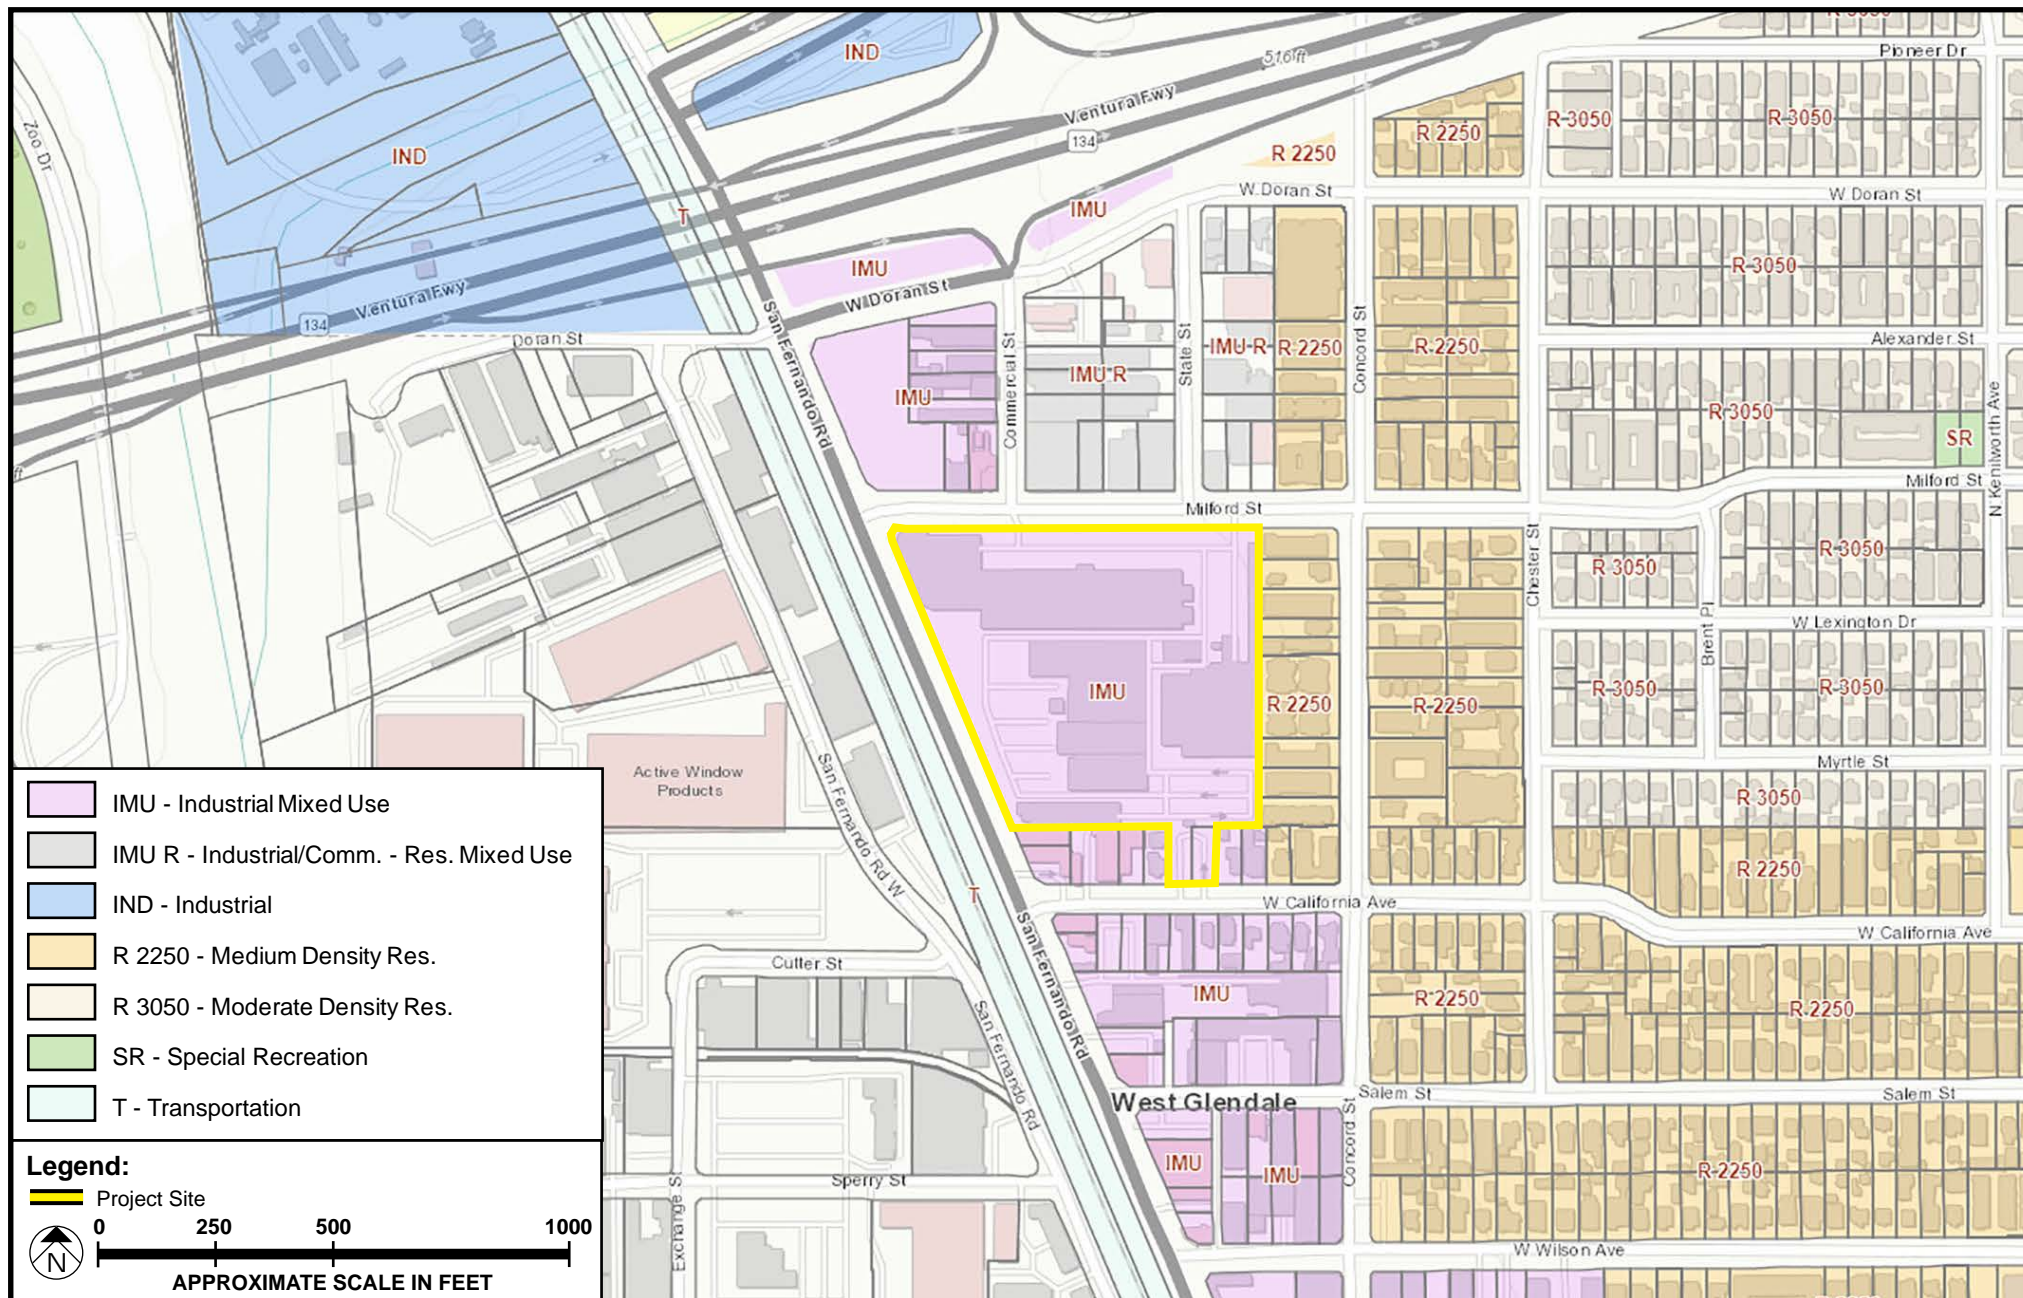 R 3050
Pioneer Dr
IND
516 ft
Ventura Fwy
134
R 2250
R 3050
R 3050
Zoo Dr
IND
R 2250
W Doran St
W Doran St
T
IMU
IMU
W Doran St
R 3050
Ventura Fwy
134
Doran St
San Fernando Rd
Commercial St
State St
Concord St
Alexander St
IMU
IMU R
IMU R
R 2250
R 2250
R 3050
SR
N Kenilworth Ave
ft
Milford St
Milford St
Chester St
R 3050
R 3050
Brent Pl
W Lexington Dr
IMU
R 2250
R 2250
R 3050
R 3050
Myrtle St
Active Window
Products
San Fernando Rd W
R 3050
R 2250
T
W California Ave
W California Ave
San Fernando Rd
Cutter St
IMU
R 2250
R 2250
San Fernando Rd
West Glendale
Salem St
Salem St
Concord St
IMU
IMU
R 2250
Exchange St
Sperry St
W Wilson Ave
IMU - Industrial Mixed Use
IMU R - Industrial/Comm. - Res. Mixed Use
IND - Industrial
R 2250 - Medium Density Res.
R 3050 - Moderate Density Res.
SR - Special Recreation
T - Transportation
Legend:
Project Site
0 250 500 1000
N
APPROXIMATE SCALE IN FEET